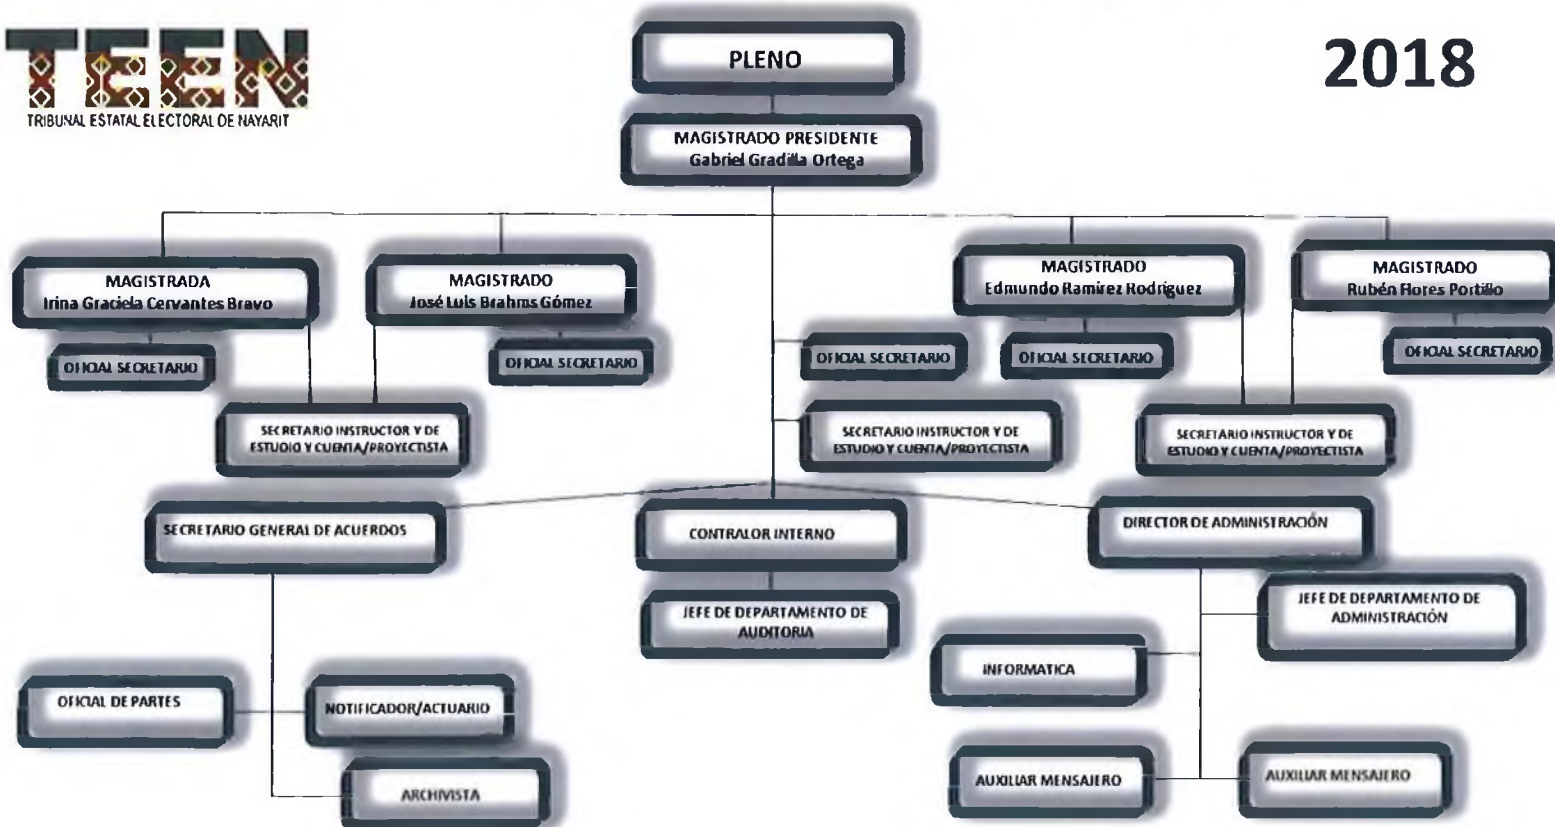 TEEN
TRIBUNAL ESTATAL ELECTORAL DE NAYARIT
2018
PLENO
MAGISTRADO PRESIDENTE
Gabriel Gradilla Ortega
MAGISTRADA
Irina Graciela Cervantes Bravo
MAGISTRADO
José Luis Brahms Gómez
MAGISTRADO
Edmundo Ramirez Rodríguez
MAGISTRADO
Rubén Flores Portillo
OFICIAL SECRETARIO
OFICIAL SECRETARIO
OFICIAL SECRETARIO
OFICIAL SECRETARIO
OFICIAL SECRETARIO
SECRETARIO INSTRUCTOR Y DE
ESTUDIO Y CUENTA/PROYECTISTA
SECRETARIO INSTRUCTOR Y DE
ESTUDIO Y CUENTA/PROYECTISTA
SECRETARIO INSTRUCTOR Y DE
ESTUDIO Y CUENTA/PROYECTISTA
SECRETARIO GENERAL DE ACUERDOS
CONTRALOR INTERNO
DIRECTOR DE ADMINISTRACIÓN
JEFE DE DEPARTAMENTO DE
AUDITORIA
JEFE DE DEPARTAMENTO DE
ADMINISTRACIÓN
INFORMATICA
OFICIAL DE PARTES
NOTIFICADOR/ACTUARIO
ARCHIVISTA
AUXILIAR MENSAJERO
AUXILIAR MENSAJERO